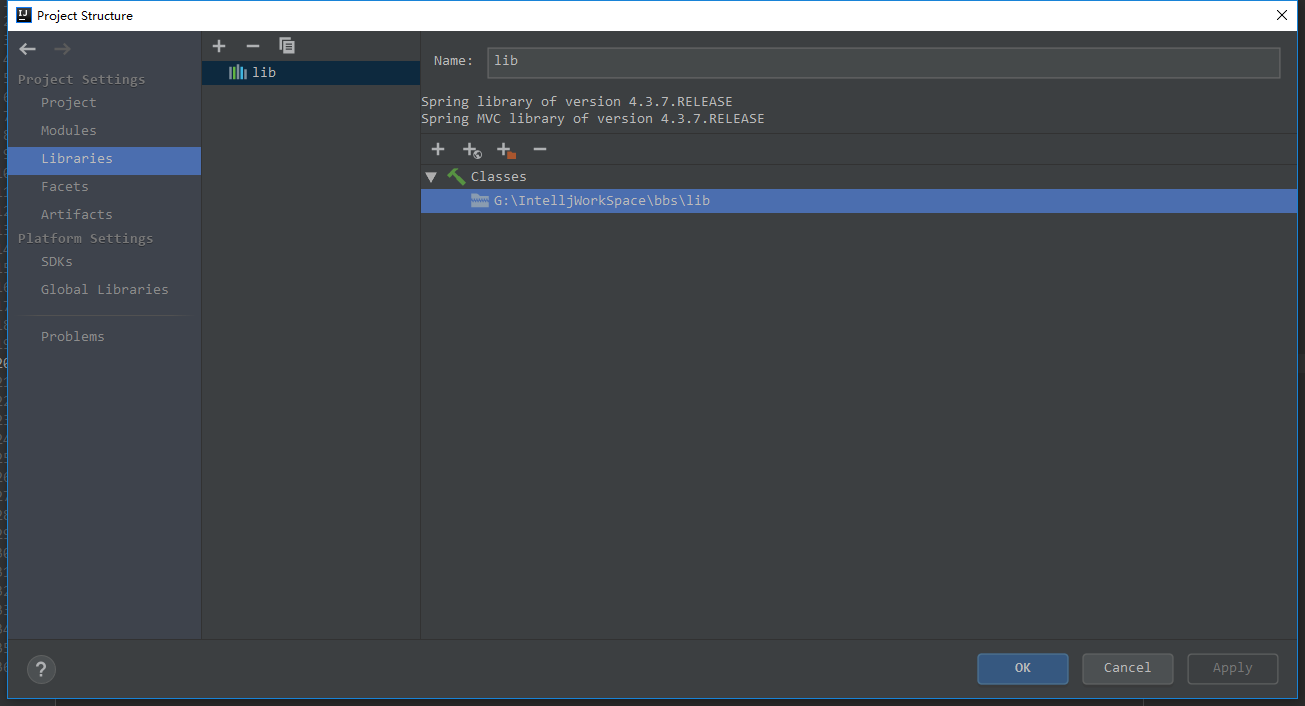 Project Structure
Project Settings
Project
Modules
Libraries
Facets
Artifacts
Platform Settings
SDKs
Global Libraries
Problems
lib
Name: lib
Spring library of version 4.3.7.RELEASE
Spring MVC library of version 4.3.7.RELEASE
Classes
G:\IntelljWorkSpace\bbs\lib
?
OK
Cancel
Apply